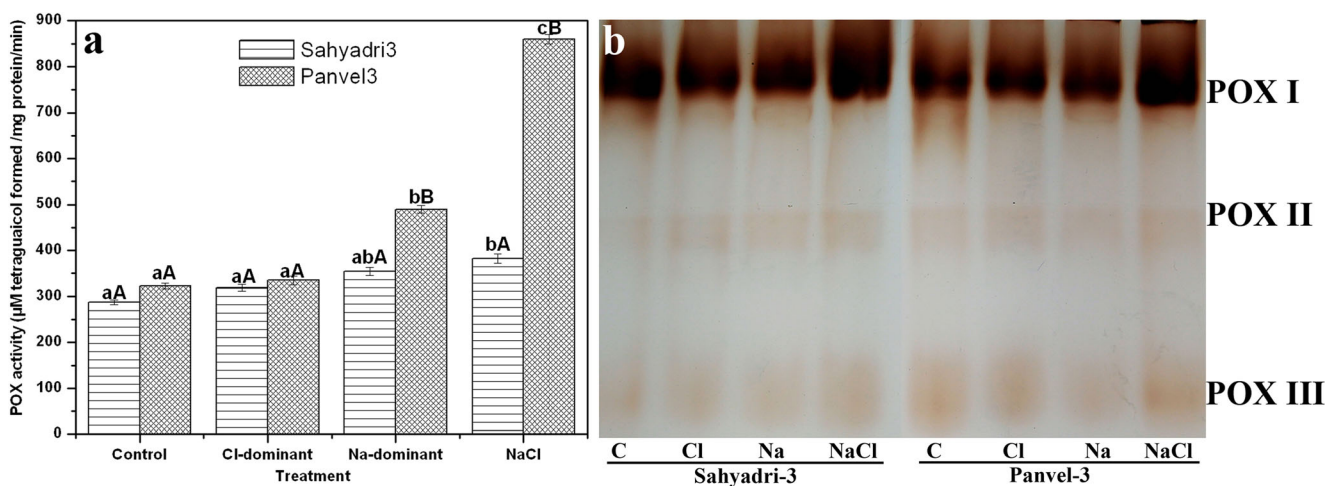 a
Sahyadri3
Panvel3
POX activity (µM tetraguaicol formed /mg protein/min)
900
800
700
600
500
400
300
200
100
0
aA
aA
aA
aA
abA
bB
bA
cB
Control
Cl-dominant
Na-dominant
NaCl
Treatment
b
POX I
POX II
POX III
C Cl Na NaCl C Cl Na NaCl
Sahyadri-3 Panvel-3